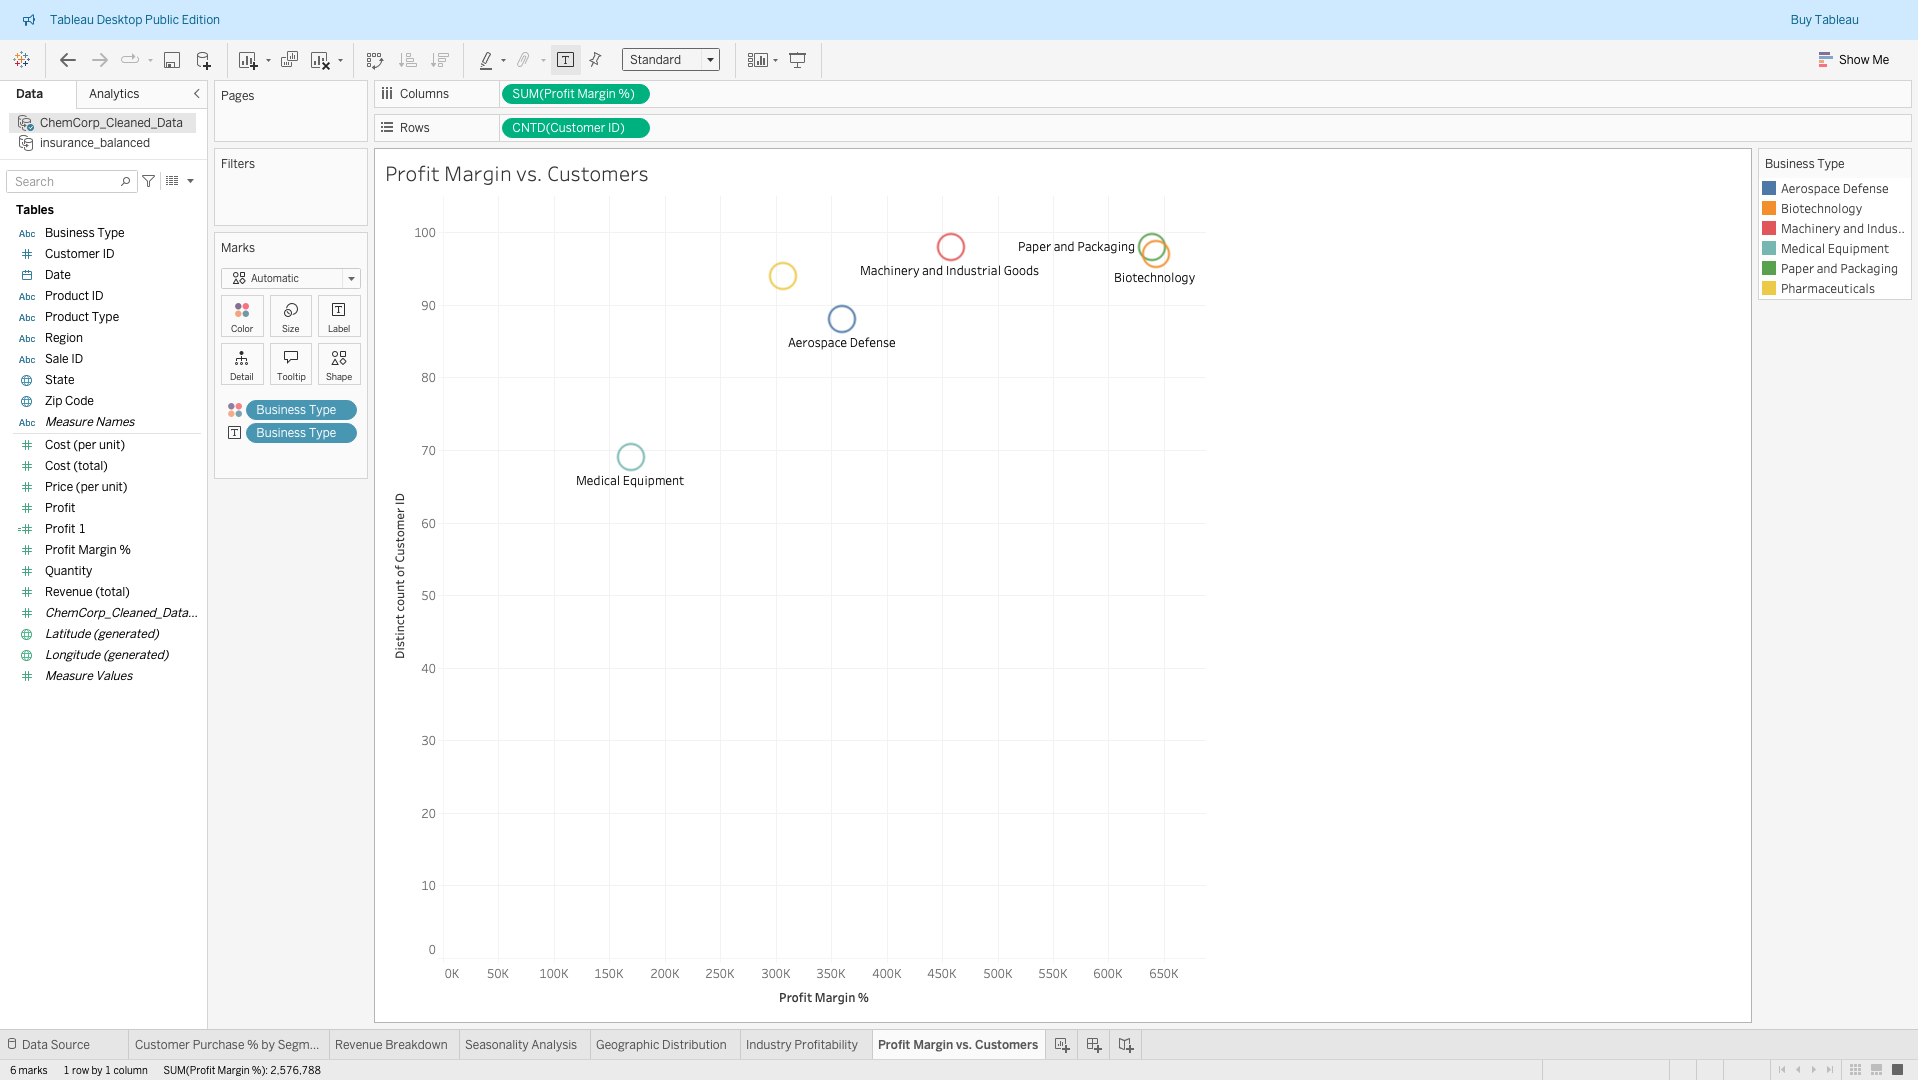 Tableau Desktop Public Edition
Buy Tableau
Standard
Show Me
Data
Analytics
ChemCorp_Cleaned_Data
insurance_balanced
Search
Tables
Abc Business Type
Customer ID
Date
Abc Product ID
Abc Product Type
Abc Region
Abc Sale ID
State
Zip Code
Abc Measure Names
Cost (per unit)
Cost (total)
Price (per unit)
Profit
Profit 1
Profit Margin %
Quantity
Revenue (total)
ChemCorp_Cleaned_Data...
Latitude (generated)
Longitude (generated)
Measure Values
Pages
Filters
Marks
Automatic
Color
Size
Label
Detail
Tooltip
Shape
Business Type
Business Type
Columns
SUM(Profit Margin %)
Rows
CNTD(Customer ID)
Profit Margin vs. Customers
100
90
80
70
60
50
40
30
20
10
0
Distinct count of Customer ID
Paper and Packaging
Machinery and Industrial Goods
Biotechnology
Aerospace Defense
Medical Equipment
0K
50K
100K
150K
200K
250K
300K
350K
400K
450K
500K
550K
600K
650K
Profit Margin %
Business Type
Aerospace Defense
Biotechnology
Machinery and Indus..
Medical Equipment
Paper and Packaging
Pharmaceuticals
Data Source
Customer Purchase % by Segm...
Revenue Breakdown
Seasonality Analysis
Geographic Distribution
Industry Profitability
Profit Margin vs. Customers
6 marks
1 row by 1 column
SUM(Profit Margin %): 2,576,788